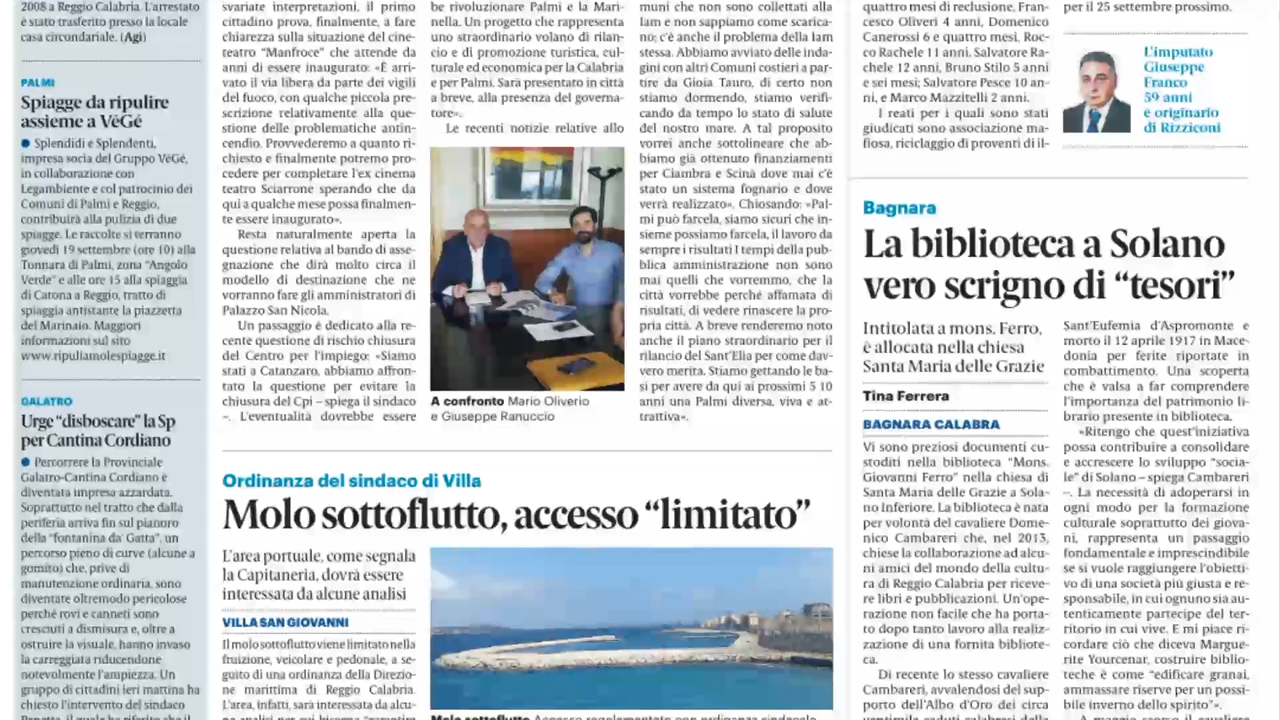 2008 a Reggio Calabria. L'arrestato
è stato trasferito presso la locale
casa circondariale. (Agi)
PALMI
Spiagge da ripulire
assieme a VéGé
● Splendidi e Splendenti,
impresa socia del Gruppo VéGé,
in collaborazione con
Legambiente e col patrocinio dei
Comuni di Palmi e Reggio,
contribuirà alla pulizia di due
spiagge. Le raccolte si terranno
giovedì 19 settembre (ore 10) alla
Tonnara di Palmi, zona "Angolo
Verde" e alle ore 15 alla spiaggia
di Catona a Reggio, tratto di
spiaggia antistante la piazzetta
del Marinaio. Maggiori
informazioni sul sito
www.ripuliamolespiagge.it
GALATRO
Urge "disboscare" la Sp
per Cantina Cordiano
● Percorrere la Provinciale
Galatro-Cantina Cordiano è
diventata impresa azzardata.
Soprattutto nel tratto che dalla
periferia arriva fin sul pianoro
della "fontanina da' Gatta", un
percorso pieno di curve (alcune a
gomito) che, prive di
manutenzione ordinaria, sono
diventate oltremodo pericolose
perché rovi e canneti sono
cresciuti a dismisura e, oltre a
ostruire la visuale, hanno invaso
la carreggiata riducendone
notevolmente l'ampiezza. Un
gruppo di cittadini ieri mattina ha
chiesto l'intervento del sindaco
svariate interpretazioni, il primo
cittadino prova, finalmente, a fare
chiarezza sulla situazione del cine-
teatro "Manfroce" che attende da
anni di essere inaugurato: «È arri-
vato il via libera da parte dei vigili
del fuoco, con qualche piccola pre-
scrizione relativamente alla que-
stione delle problematiche antin-
cendio. Provvederemo a quanto ri-
chiesto e finalmente potremo pro-
cedere per completare l'ex cinema
teatro Sciarrone sperando che da
qui a qualche mese possa finalmen-
te essere inaugurato».
Resta naturalmente aperta la
questione relativa al bando di asse-
gnazione che dirà molto circa il
modello di destinazione che ne
vorranno fare gli amministratori di
Palazzo San Nicola.
Un passaggio è dedicato alla re-
cente questione di rischio chiusura
del Centro per l'impiego: «Siamo
stati a Catanzaro, abbiamo affron-
tato la questione per evitare la
chiusura del Cpi – spiega il sindaco
–. L'eventualità dovrebbe essere
be rivoluzionare Palmi e la Mari-
nella. Un progetto che rappresenta
uno straordinario volano di rilan-
cio e di promozione turistica, cul-
turale ed economica per la Calabria
e per Palmi. Sarà presentato in città
a breve, alla presenza del governa-
tore».
Le recenti notizie relative allo
A confronto Mario Oliverio
e Giuseppe Ranuccio
muni che non sono collettati alla
Iam e non sappiamo come scarica-
no; c'è anche il problema della Iam
stessa. Abbiamo avviato delle inda-
gini con altri Comuni costieri a par-
tire da Gioia Tauro, di certo non
stiamo dormendo, stiamo verifi-
cando da tempo lo stato di salute
del nostro mare. A tal proposito
vorrei anche sottolineare che ab-
biamo già ottenuto finanziamenti
per Ciambra e Scinà dove mai c'è
stato un sistema fognario e dove
verrà realizzato». Chiosando: «Pal-
mi può farcela, siamo sicuri che in-
sieme possiamo farcela, il lavoro da
sempre i risultati I tempi della pub-
blica amministrazione non sono
mai quelli che vorremmo, che la
città vorrebbe perché affamata di
risultati, di vedere rinascere la pro-
pria città. A breve renderemo noto
anche il piano straordinario per il
rilancio del Sant'Elia per come dav-
vero merita. Stiamo gettando le ba-
si per avere da qui ai prossimi 5 10
anni una Palmi diversa, viva e at-
trattiva».
Ordinanza del sindaco di Villa
Molo sottoflutto, accesso "limitato"
L'area portuale, come segnala
la Capitaneria, dovrà essere
interessata da alcune analisi
VILLA SAN GIOVANNI
Il molo sottoflutto viene limitato nella
fruizione, veicolare e pedonale, a se-
guito di una ordinanza della Direzio-
ne marittima di Reggio Calabria.
L'area, infatti, sarà interessata da alcu-
Molo sottoflutto Accesso regolamentato con ordinanza sindacale
quattro mesi di reclusione, Fran-
cesco Oliveri 4 anni, Domenico
Canerossi 6 e quattro mesi, Roc-
co Rachele 11 anni, Salvatore Ra-
chele 12 anni, Bruno Stilo 5 anni
e sei mesi; Salvatore Pesce 10 an-
ni, e Marco Mazzitelli 2 anni.
I reati per i quali sono stati
giudicati sono associazione ma-
fiosa, riciclaggio di proventi di il-
per il 25 settembre prossimo.
L'imputato
Giuseppe
Franco
59 anni
è originario
di Rizziconi
Bagnara
La biblioteca a Solano
vero scrigno di "tesori"
Intitolata a mons. Ferro,
è allocata nella chiesa
Santa Maria delle Grazie
Tina Ferrera
BAGNARA CALABRA
Vi sono preziosi documenti cu-
stoditi nella biblioteca "Mons.
Giovanni Ferro" nella chiesa di
Santa Maria delle Grazie a Sola-
no Inferiore. La biblioteca è nata
per volontà del cavaliere Dome-
nico Cambareri che, nel 2013,
chiese la collaborazione ad alcu-
ni amici del mondo della cultu-
ra di Reggio Calabria per riceve-
re libri e pubblicazioni. Un'ope-
razione non facile che ha porta-
to dopo tanto lavoro alla realiz-
zazione di una fornita bibliote-
ca.
Di recente lo stesso cavaliere
Cambareri, avvalendosi del sup-
porto dell'Albo d'Oro dei circa
ventimila caduti calabresi della
Sant'Eufemia d'Aspromonte e
morto il 12 aprile 1917 in Mace-
donia per ferite riportate in
combattimento. Una scoperta
che è valsa a far comprendere
l'importanza del patrimonio li-
brario presente in biblioteca.
«Ritengo che quest'iniziativa
possa contribuire a consolidare
e accrescere lo sviluppo "socia-
le" di Solano – spiega Cambareri
–. La necessità di adoperarsi in
ogni modo per la formazione
culturale soprattutto dei giova-
ni, rappresenta un passaggio
fondamentale e imprescindibile
se si vuole raggiungere l'obietti-
vo di una società più giusta e re-
sponsabile, in cui ognuno sia au-
tenticamente partecipe del ter-
ritorio in cui vive. E mi piace ri-
cordare ciò che diceva Margue-
rite Yourcenar, costruire biblio-
teche è come "edificare granai,
ammassare riserve per un possi-
bile inverno dello spirito"».